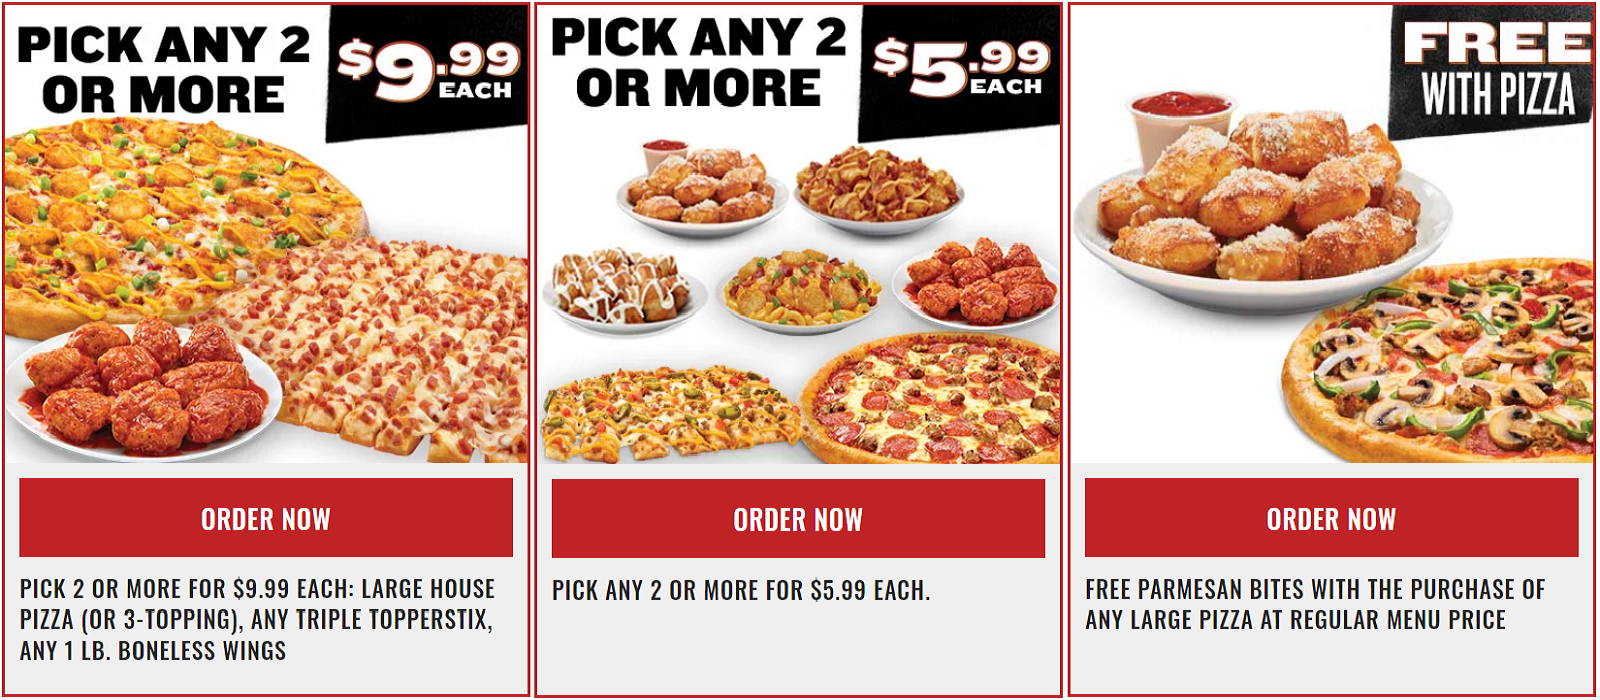 PICK ANY 2
OR MORE
$9.99
EACH
ORDER NOW
PICK 2 OR MORE FOR $9.99 EACH: LARGE HOUSE
PIZZA (OR 3-TOPPING), ANY TRIPLE TOPPERSTIX,
ANY 1 LB. BONELESS WINGS
PICK ANY 2
OR MORE
$5.99
EACH
ORDER NOW
PICK ANY 2 OR MORE FOR $5.99 EACH.
FREE
WITH PIZZA
ORDER NOW
FREE PARMESAN BITES WITH THE PURCHASE OF
ANY LARGE PIZZA AT REGULAR MENU PRICE